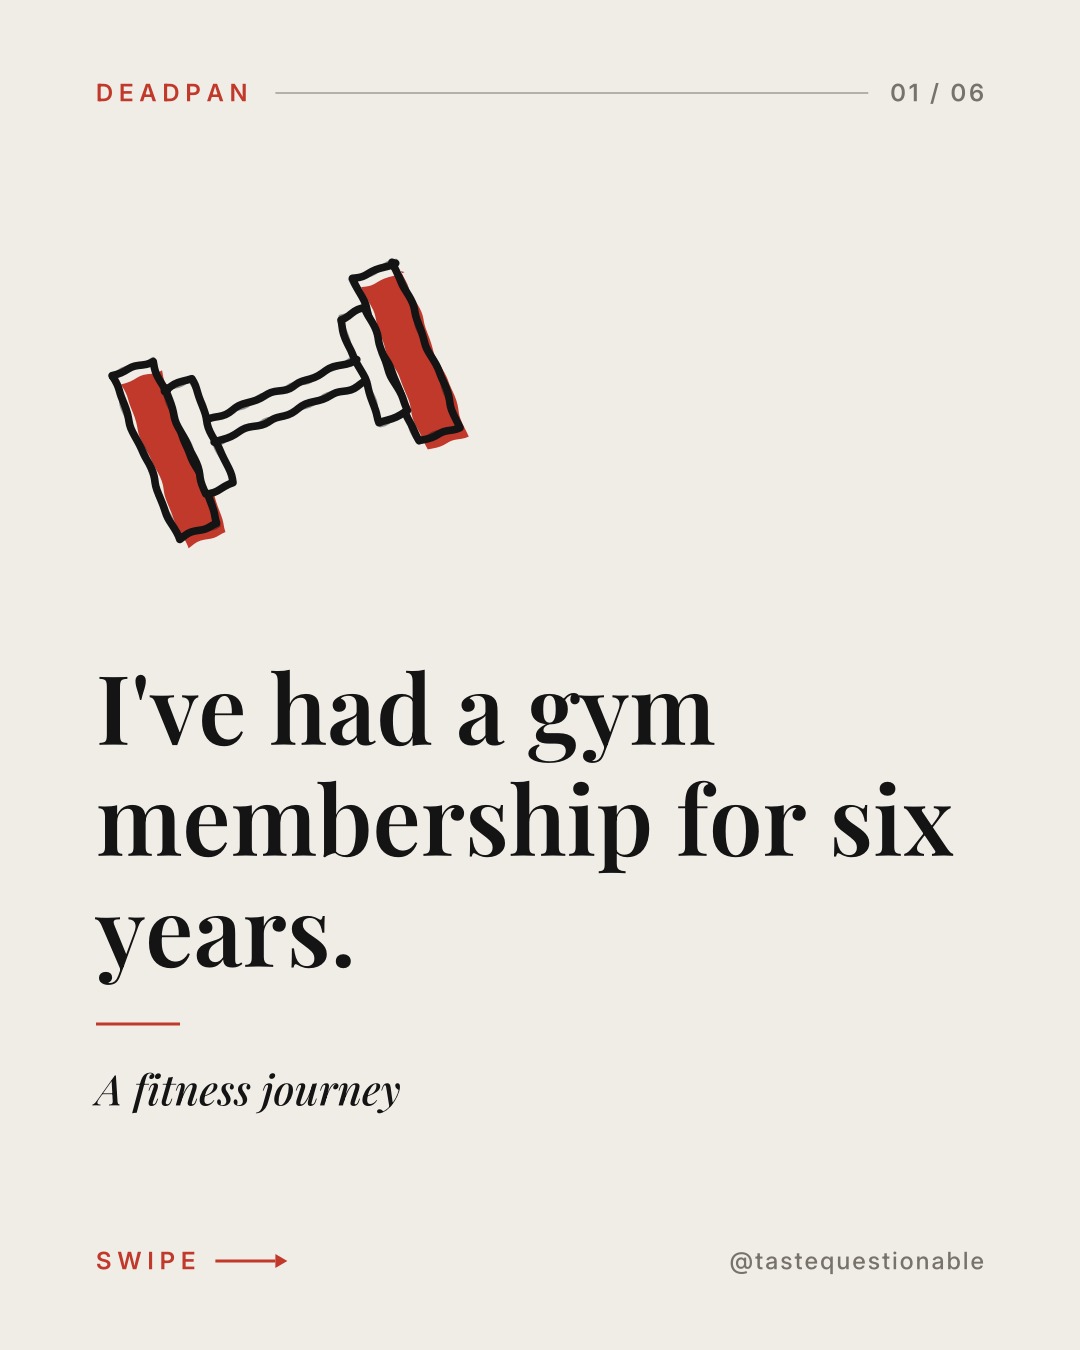 DEADPAN
01 / 06
I've had a gym
membership for six
years.
A fitness journey
SWIPE
@tastequestionable